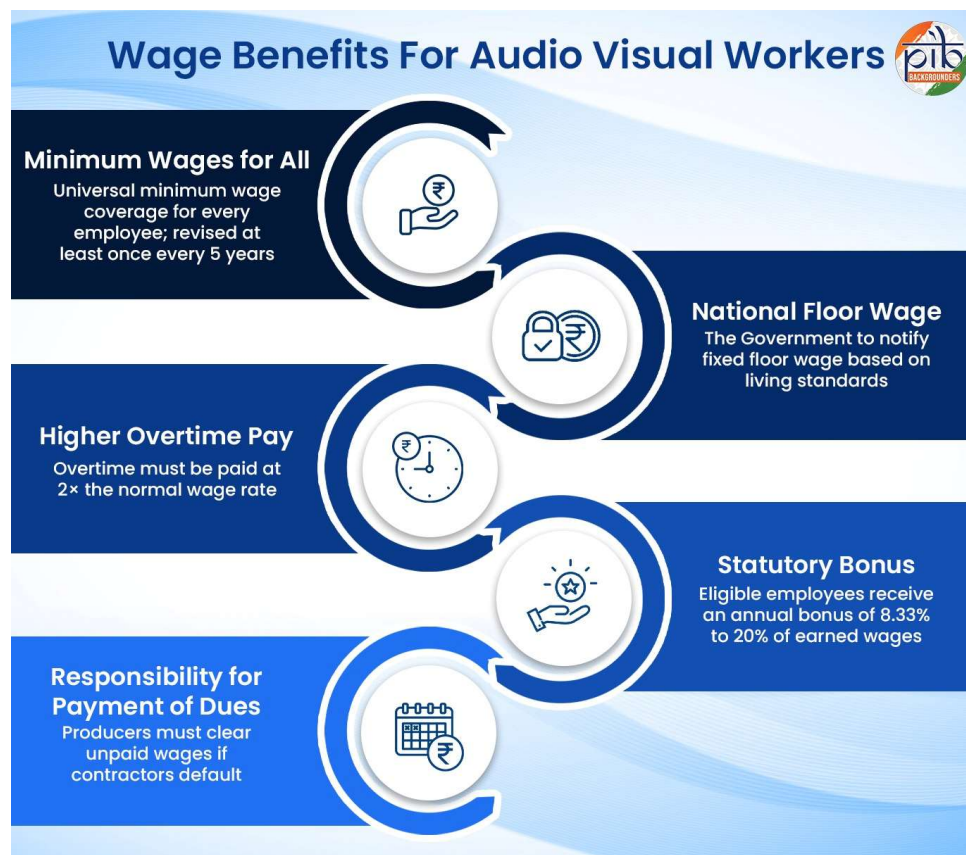 Wage Benefits For Audio Visual Workers
pib
BACKGROUNDERS
Minimum Wages for All
Universal minimum wage
coverage for every
employee; revised at
least once every 5 years
₹
National Floor Wage
The Government to notify
fixed floor wage based on
living standards
₹
Higher Overtime Pay
Overtime must be paid at
2× the normal wage rate
₹
Statutory Bonus
Eligible employees receive
an annual bonus of 8.33%
to 20% of earned wages
Responsibility for
Payment of Dues
Producers must clear
unpaid wages if
contractors default
₹